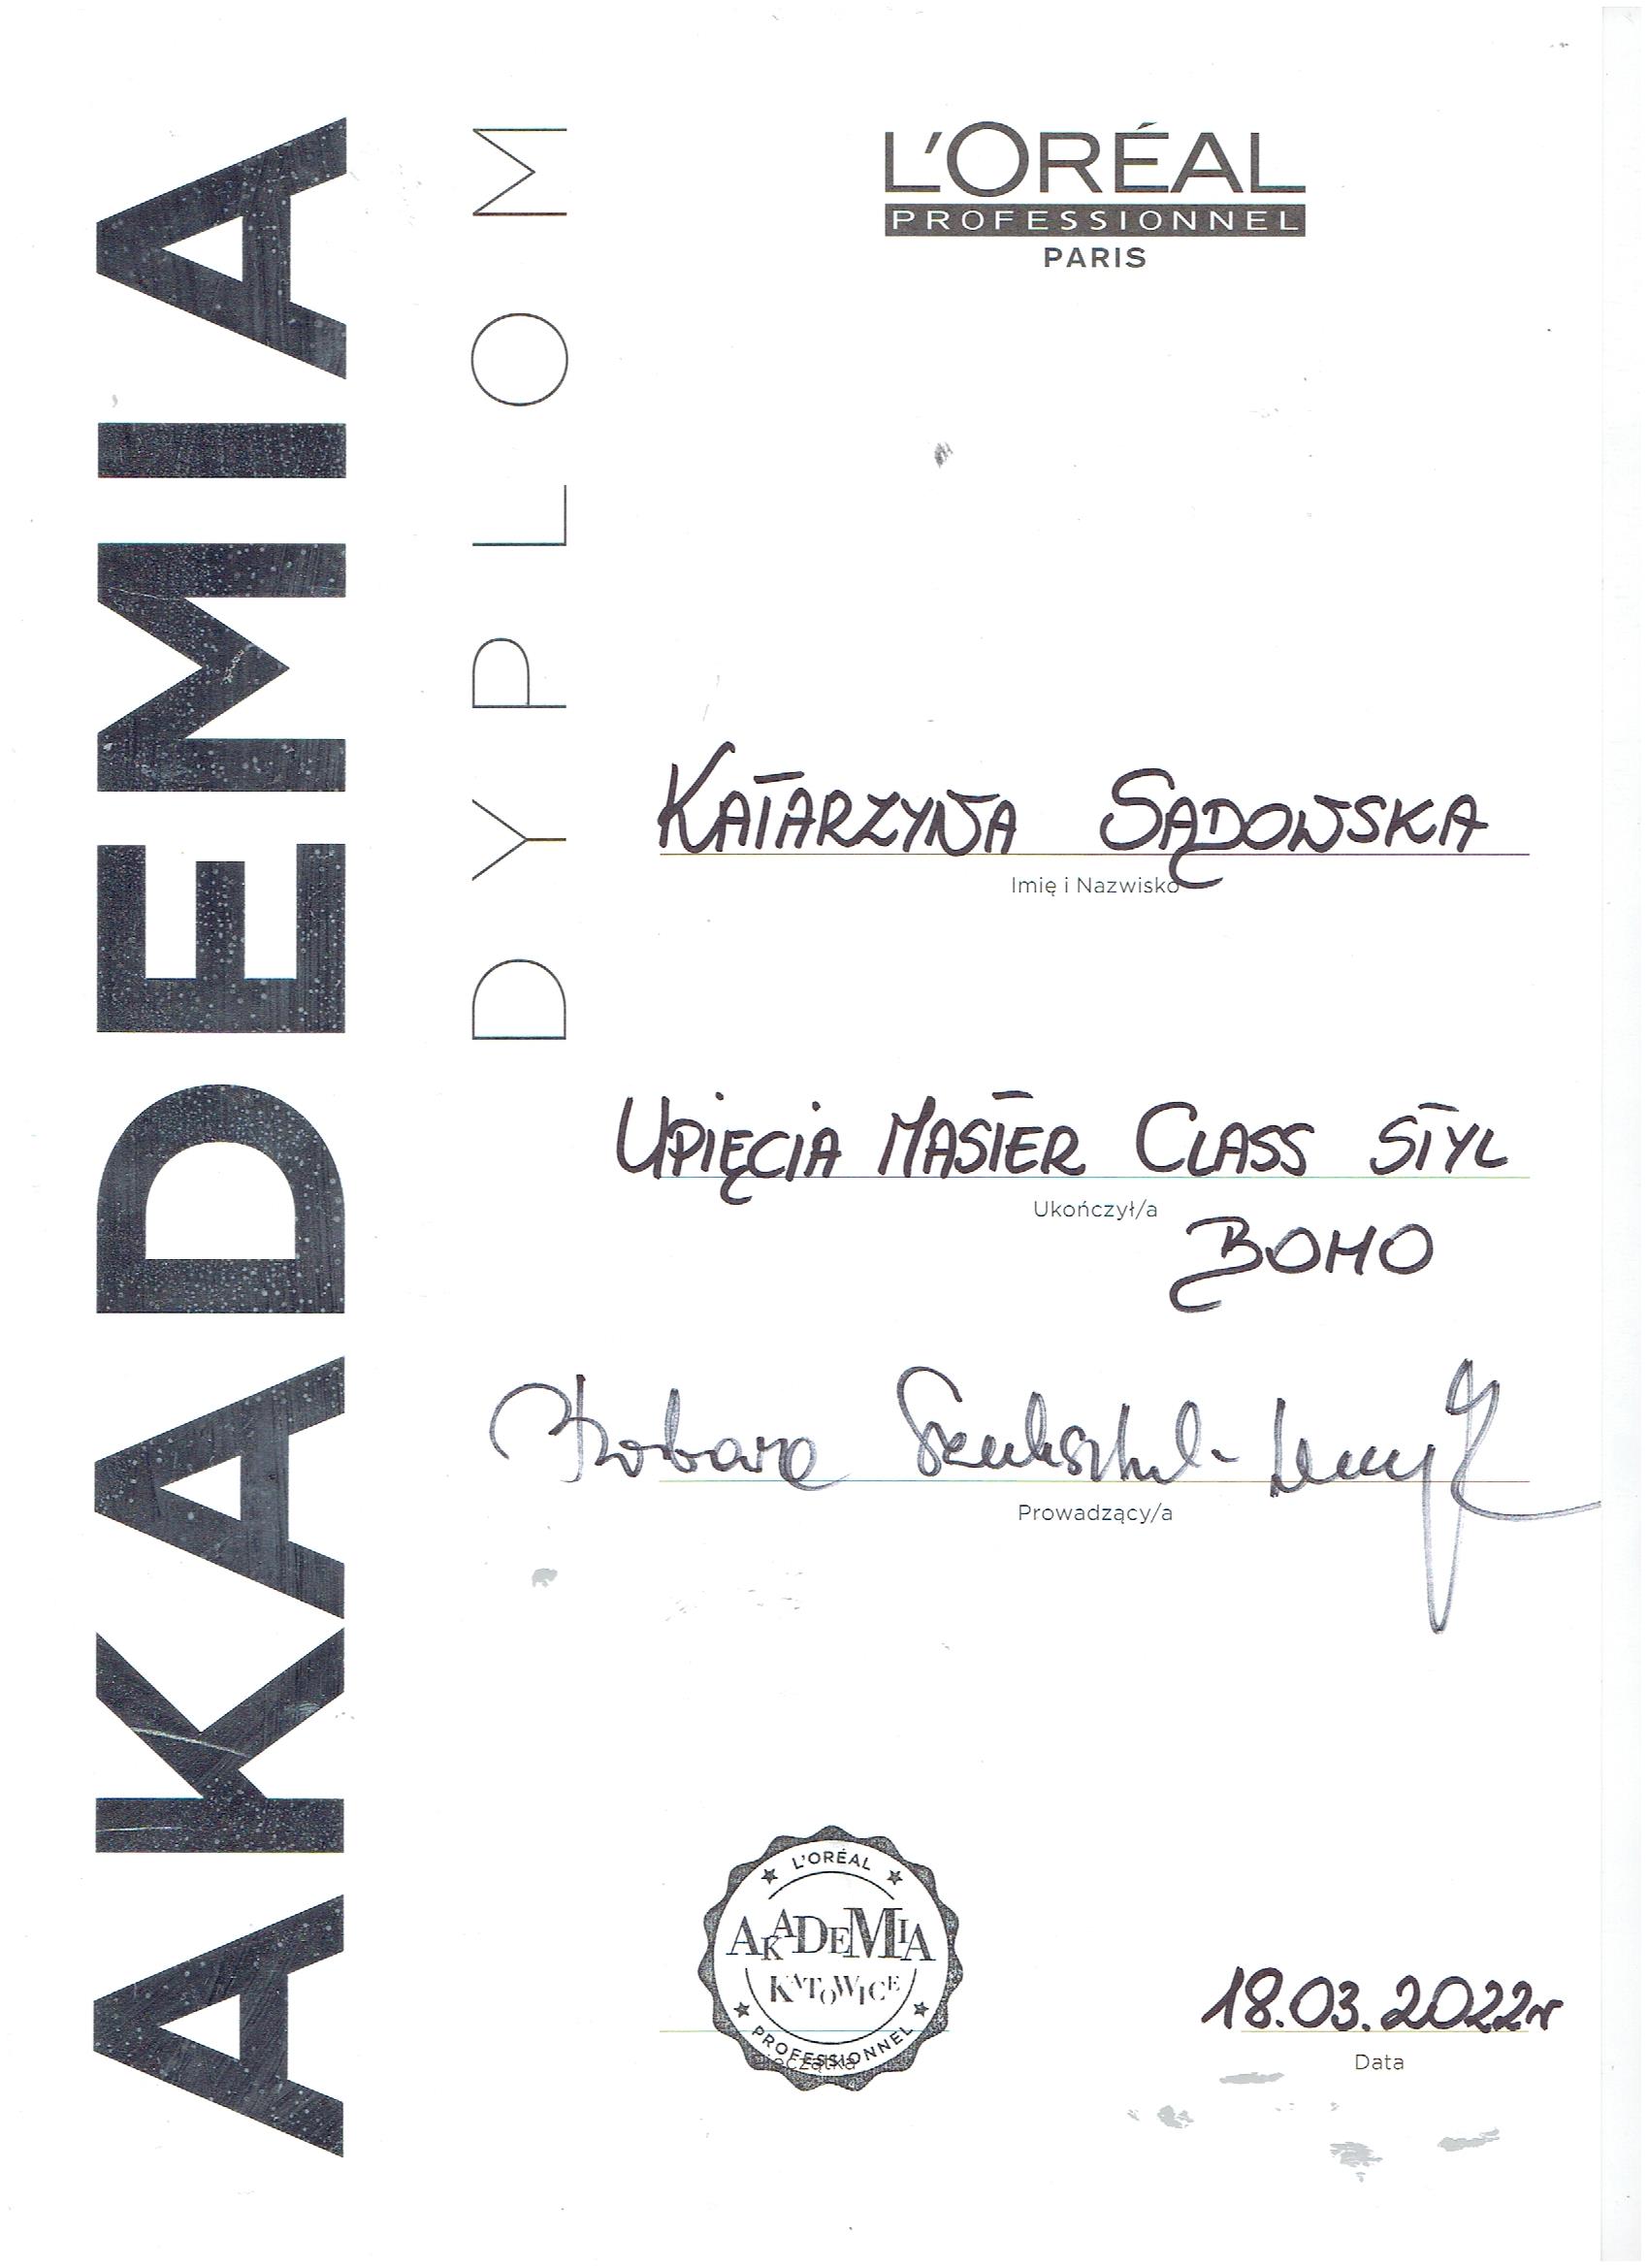 AKADEMIA
DYPLOM
L'ORÉAL
PROFESSIONNEL
PARIS
KATARZYNA SĄDOWSKA
Imię i Nazwisko
UPIĘCIA MASTER CLASS STYL
Ukończył/a
BOHO
Barbara
Prowadzący/a
L'ORÉAL
AKADEMIA
KATOWICE
PROFESSIONNEL
18.03.2022r
Data